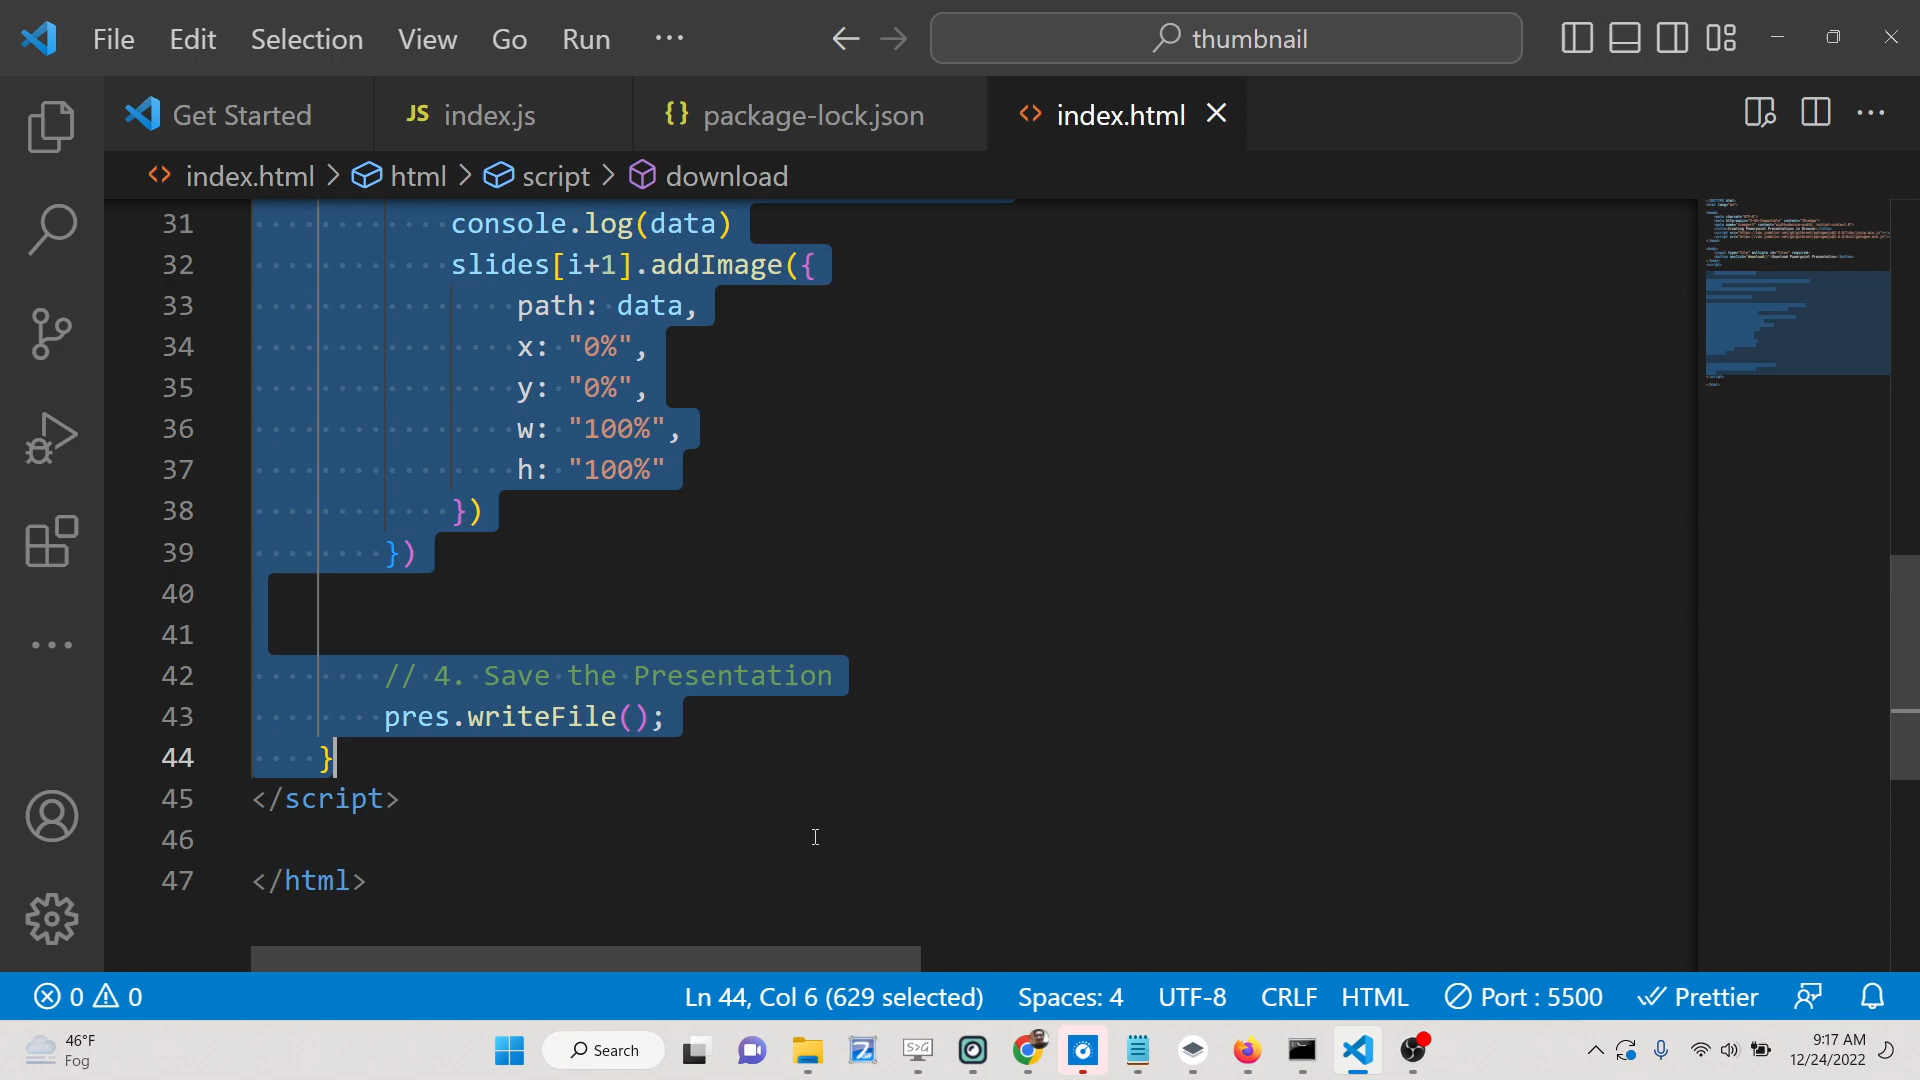 File Edit Selection View Go Run ··· thumbnail
Get Started JS index.js {} package-lock.json <> index.html
<> index.html > html > script > download
31 console.log(data)
32 slides[i+1].addImage({
33 path: data,
34 x: "0%",
35 y: "0%",
36 w: "100%",
37 h: "100%"
38 })
39 })
40
41
42 // 4. Save the Presentation
43 pres.writeFile();
44 }
45 </script>
46
47 </html>
0 0 Ln 44, Col 6 (629 selected) Spaces: 4 UTF-8 CRLF HTML Port : 5500 Prettier
46°F
Fog
Search
9:17 AM
12/24/2022